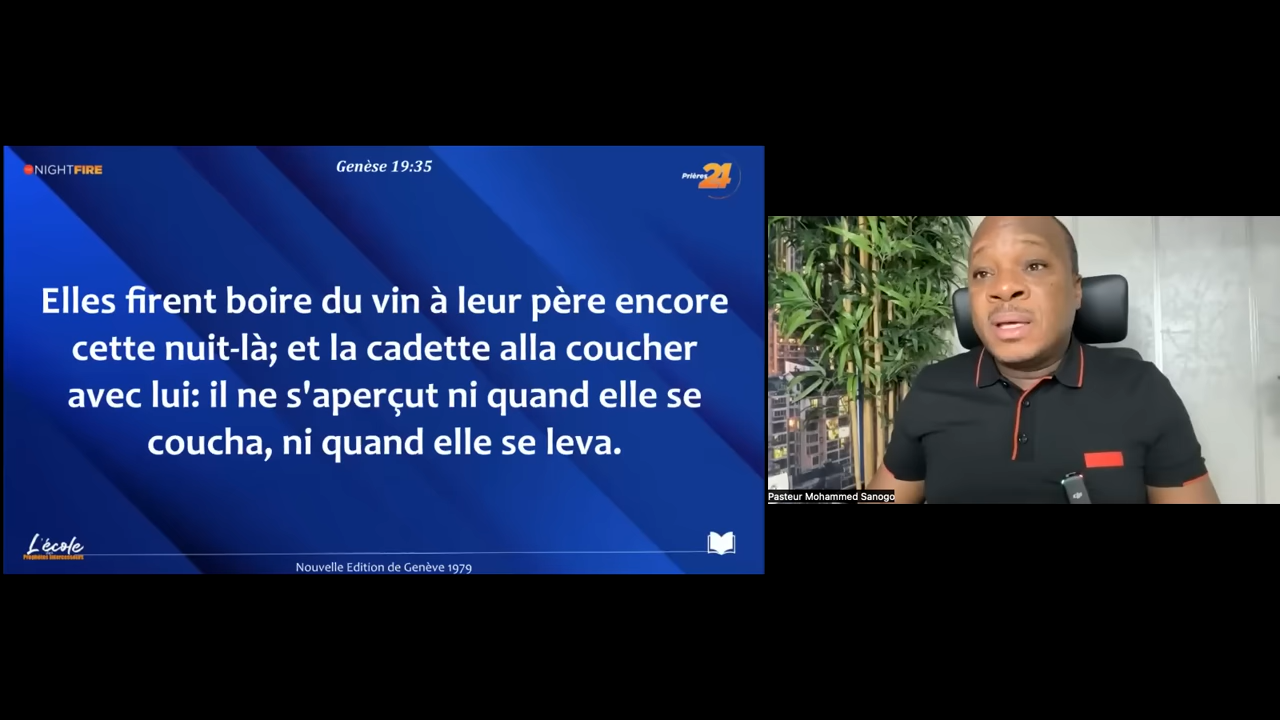 NIGHTFIRE
Genèse 19:35
Prières 24
Elles firent boire du vin à leur père encore
cette nuit-là; et la cadette alla coucher
avec lui: il ne s'aperçut ni quand elle se
coucha, ni quand elle se leva.
L'école
Nouvelle Edition de Genève 1979
Pasteur Mohammed Sanogo